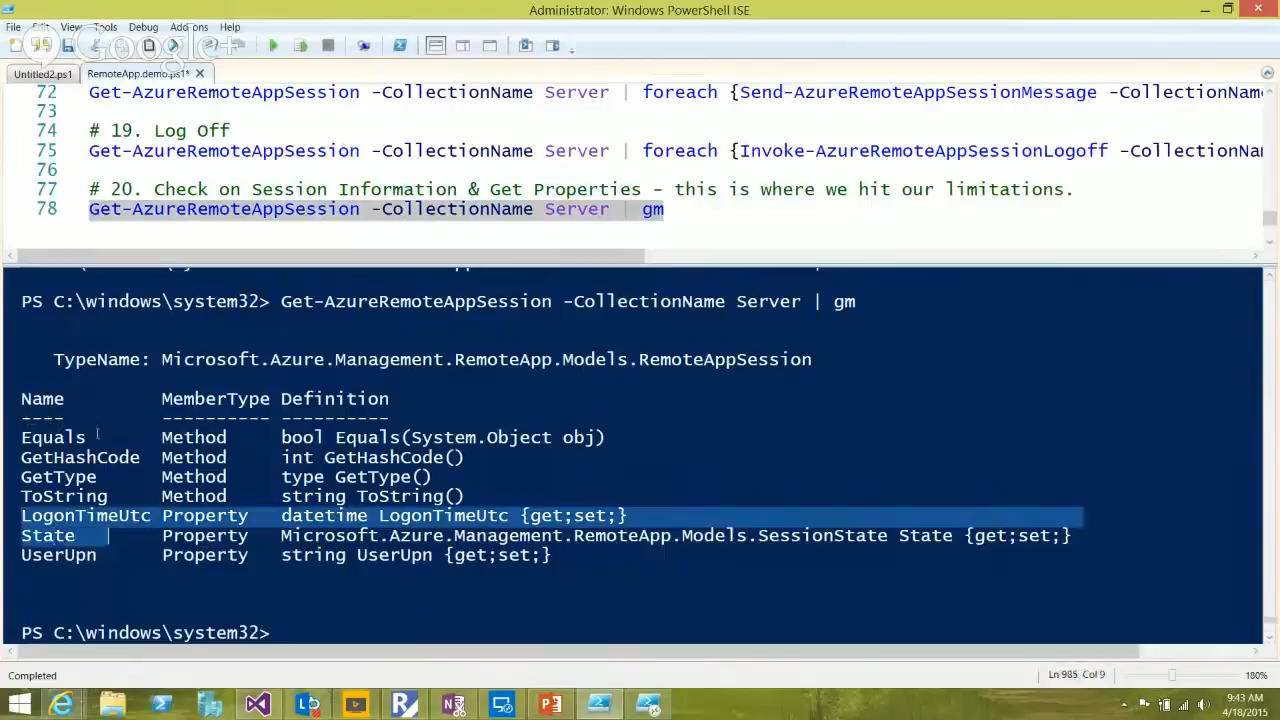 Administrator: Windows PowerShell ISE
File Edit View Tools Debug Add-ons Help
Google+
Untitled2.ps1 RemoteApp.demo.ps1*
72 Get-AzureRemoteAppSession -CollectionName Server | foreach {Send-AzureRemoteAppSessionMessage -CollectionName
73
74 # 19. Log Off
75 Get-AzureRemoteAppSession -CollectionName Server | foreach {Invoke-AzureRemoteAppSessionLogoff -CollectionNam
76
77 # 20. Check on Session Information & Get Properties - this is where we hit our limitations.
78 Get-AzureRemoteAppSession -CollectionName Server | gm
PS C:\windows\system32> Get-AzureRemoteAppSession -CollectionName Server | gm
TypeName: Microsoft.Azure.Management.RemoteApp.Models.RemoteAppSession
Name MemberType Definition
---- ---------- ----------
Equals Method bool Equals(System.Object obj)
GetHashCode Method int GetHashCode()
GetType Method type GetType()
ToString Method string ToString()
LogonTimeUtc Property datetime LogonTimeUtc {get;set;}
State Property Microsoft.Azure.Management.RemoteApp.Models.SessionState State {get;set;}
UserUpn Property string UserUpn {get;set;}
PS C:\windows\system32>
Completed Ln 985 Col 9 180%
9:43 AM
4/18/2015